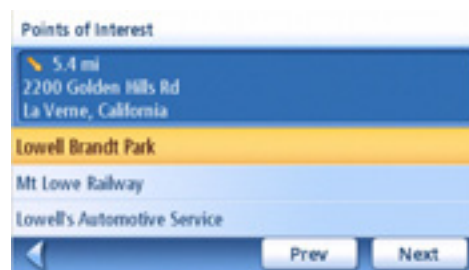 Points of Interest
5.4 mi
2200 Golden Hills Rd
La Verne, California
Lowell Brandt Park
Mt Lowe Railway
Lowell's Automotive Service
Prev Next